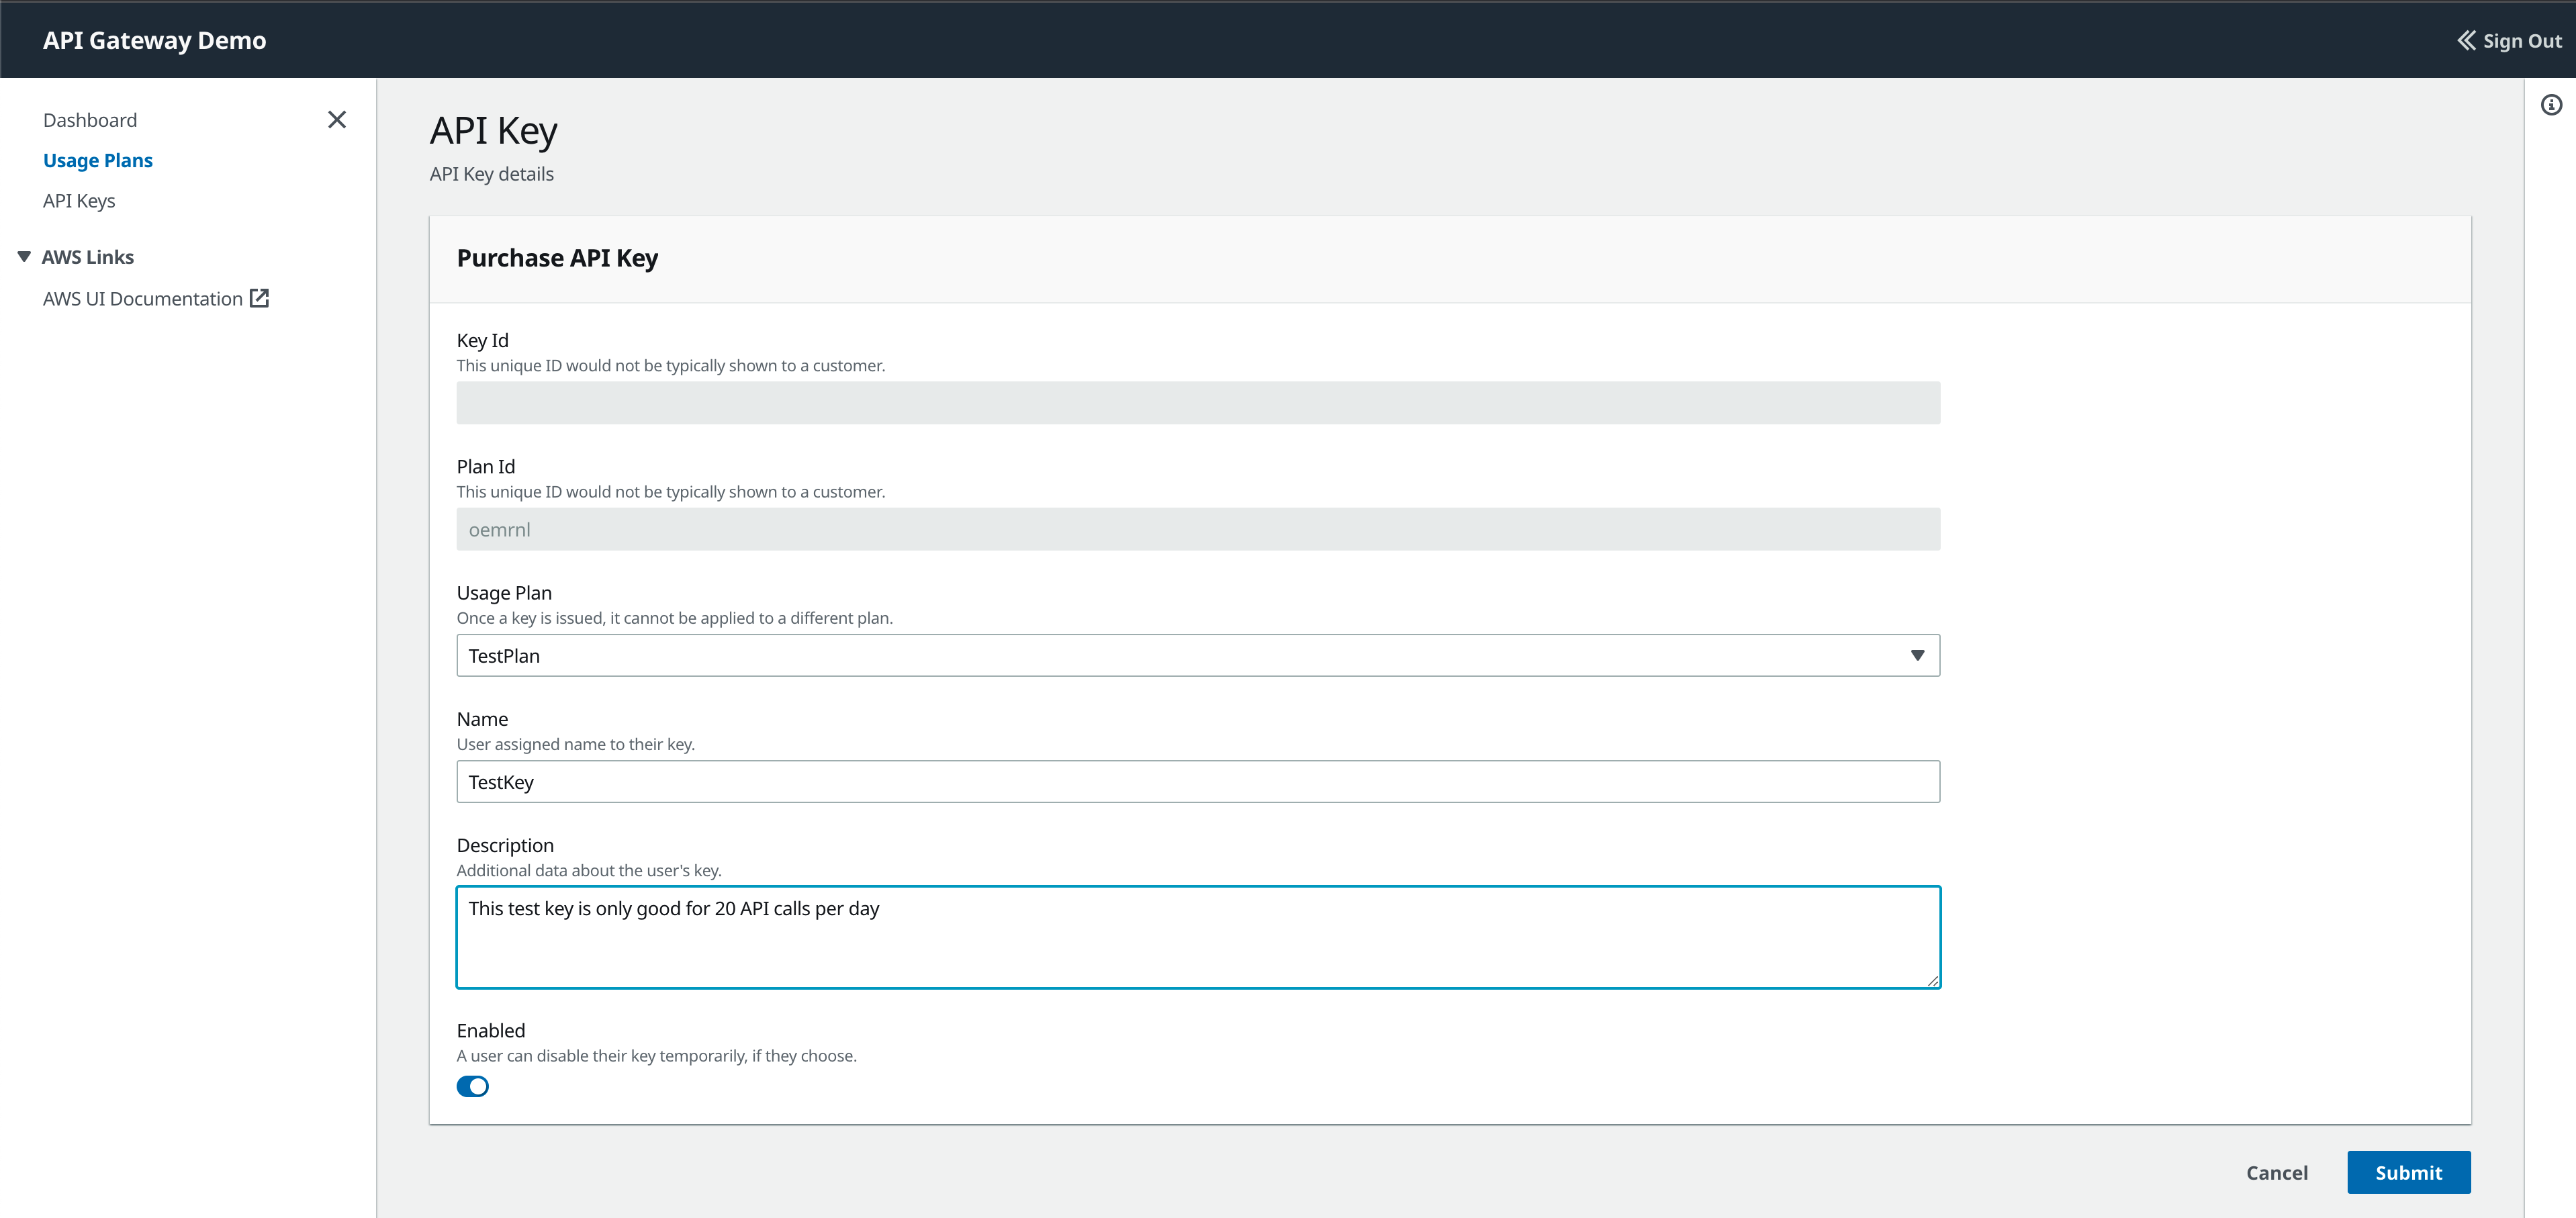 API Gateway Demo
Sign Out
Dashboard
Usage Plans
API Keys
AWS Links
AWS UI Documentation
API Key
API Key details
Purchase API Key
Key Id
This unique ID would not be typically shown to a customer.
Plan Id
This unique ID would not be typically shown to a customer.
oemrnl
Usage Plan
Once a key is issued, it cannot be applied to a different plan.
TestPlan
Name
User assigned name to their key.
TestKey
Description
Additional data about the user's key.
This test key is only good for 20 API calls per day
Enabled
A user can disable their key temporarily, if they choose.
Cancel
Submit